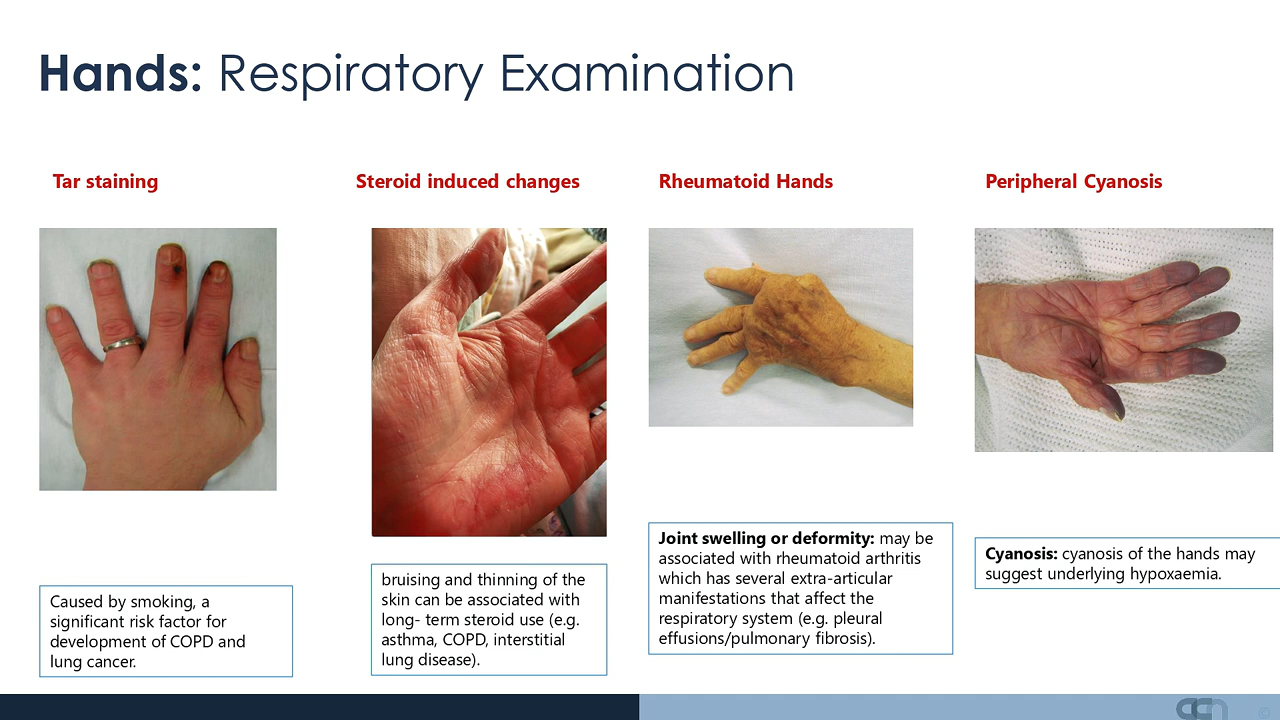 Hands: Respiratory Examination
Tar staining
Steroid induced changes
Rheumatoid Hands
Peripheral Cyanosis
Caused by smoking, a
significant risk factor for
development of COPD and
lung cancer.
bruising and thinning of the
skin can be associated with
long- term steroid use (e.g.
asthma, COPD, interstitial
lung disease).
Joint swelling or deformity: may be
associated with rheumatoid arthritis
which has several extra-articular
manifestations that affect the
respiratory system (e.g. pleural
effusions/pulmonary fibrosis).
Cyanosis: cyanosis of the hands may
suggest underlying hypoxaemia.